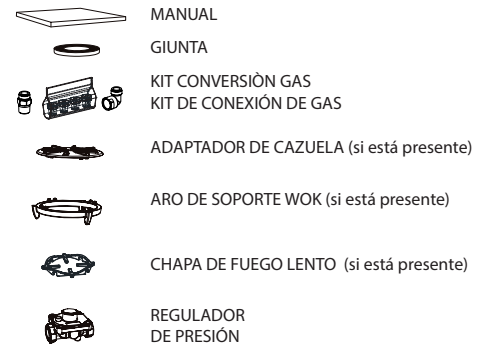 MANUAL
GIUNTA
KIT CONVERSIÒN GAS
KIT DE CONEXIÓN DE GAS
ADAPTADOR DE CAZUELA (si está presente)
ARO DE SOPORTE WOK (si está presente)
CHAPA DE FUEGO LENTO (si está presente)
REGULADOR
DE PRESIÓN